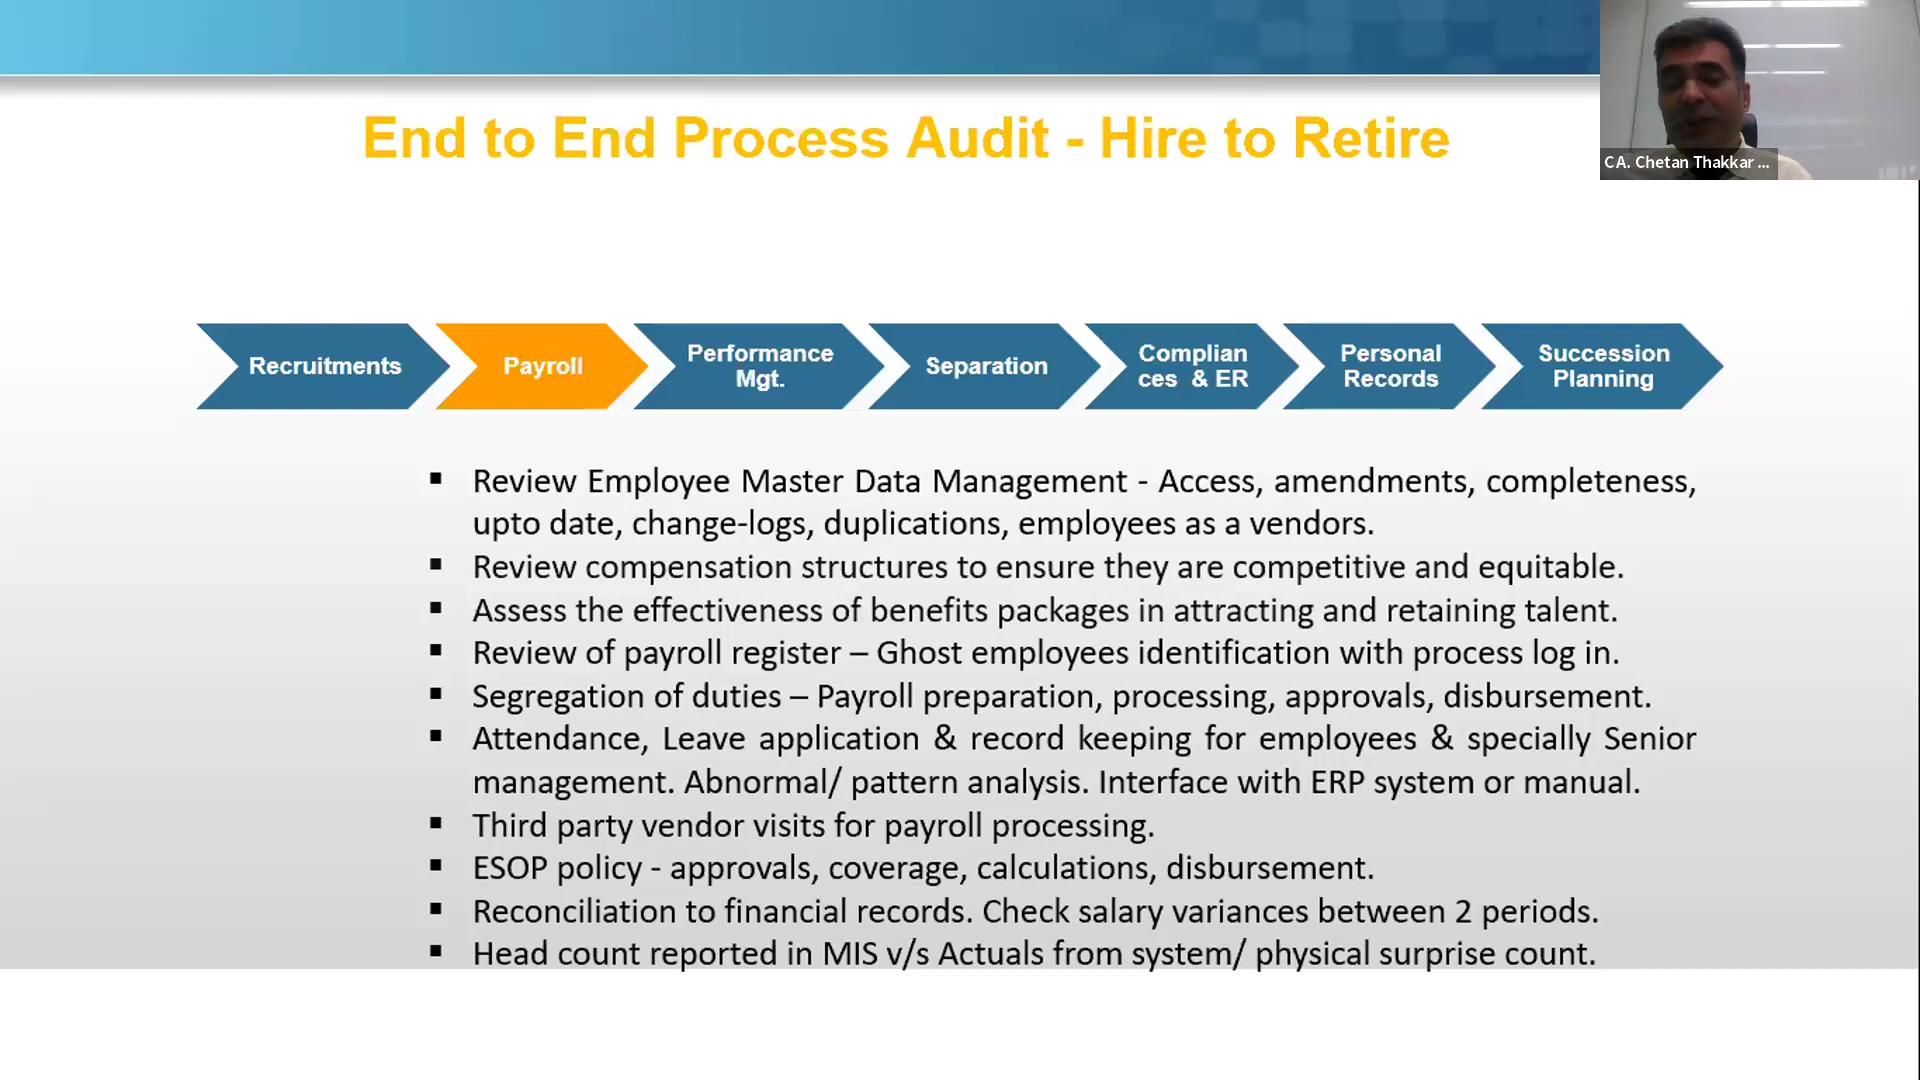 End to End Process Audit - Hire to Retire
CA. Chetan Thakkar ...
Recruitments
Payroll
Performance
Mgt.
Separation
Complian
ces & ER
Personal
Records
Succession
Planning
▪ Review Employee Master Data Management - Access, amendments, completeness,
upto date, change-logs, duplications, employees as a vendors.
▪ Review compensation structures to ensure they are competitive and equitable.
▪ Assess the effectiveness of benefits packages in attracting and retaining talent.
▪ Review of payroll register – Ghost employees identification with process log in.
▪ Segregation of duties – Payroll preparation, processing, approvals, disbursement.
▪ Attendance, Leave application & record keeping for employees & specially Senior
management. Abnormal/ pattern analysis. Interface with ERP system or manual.
▪ Third party vendor visits for payroll processing.
▪ ESOP policy - approvals, coverage, calculations, disbursement.
▪ Reconciliation to financial records. Check salary variances between 2 periods.
▪ Head count reported in MIS v/s Actuals from system/ physical surprise count.